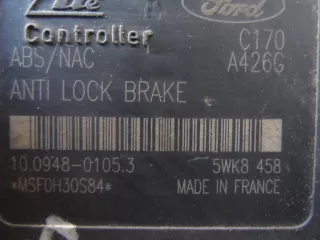 Ate
Ford
Controller
C170
ABS/NAC
A426G
ANTI LOCK BRAKE
10.0948-0105.3
5WK8 458
*MSF0H30S84*
MADE IN FRANCE